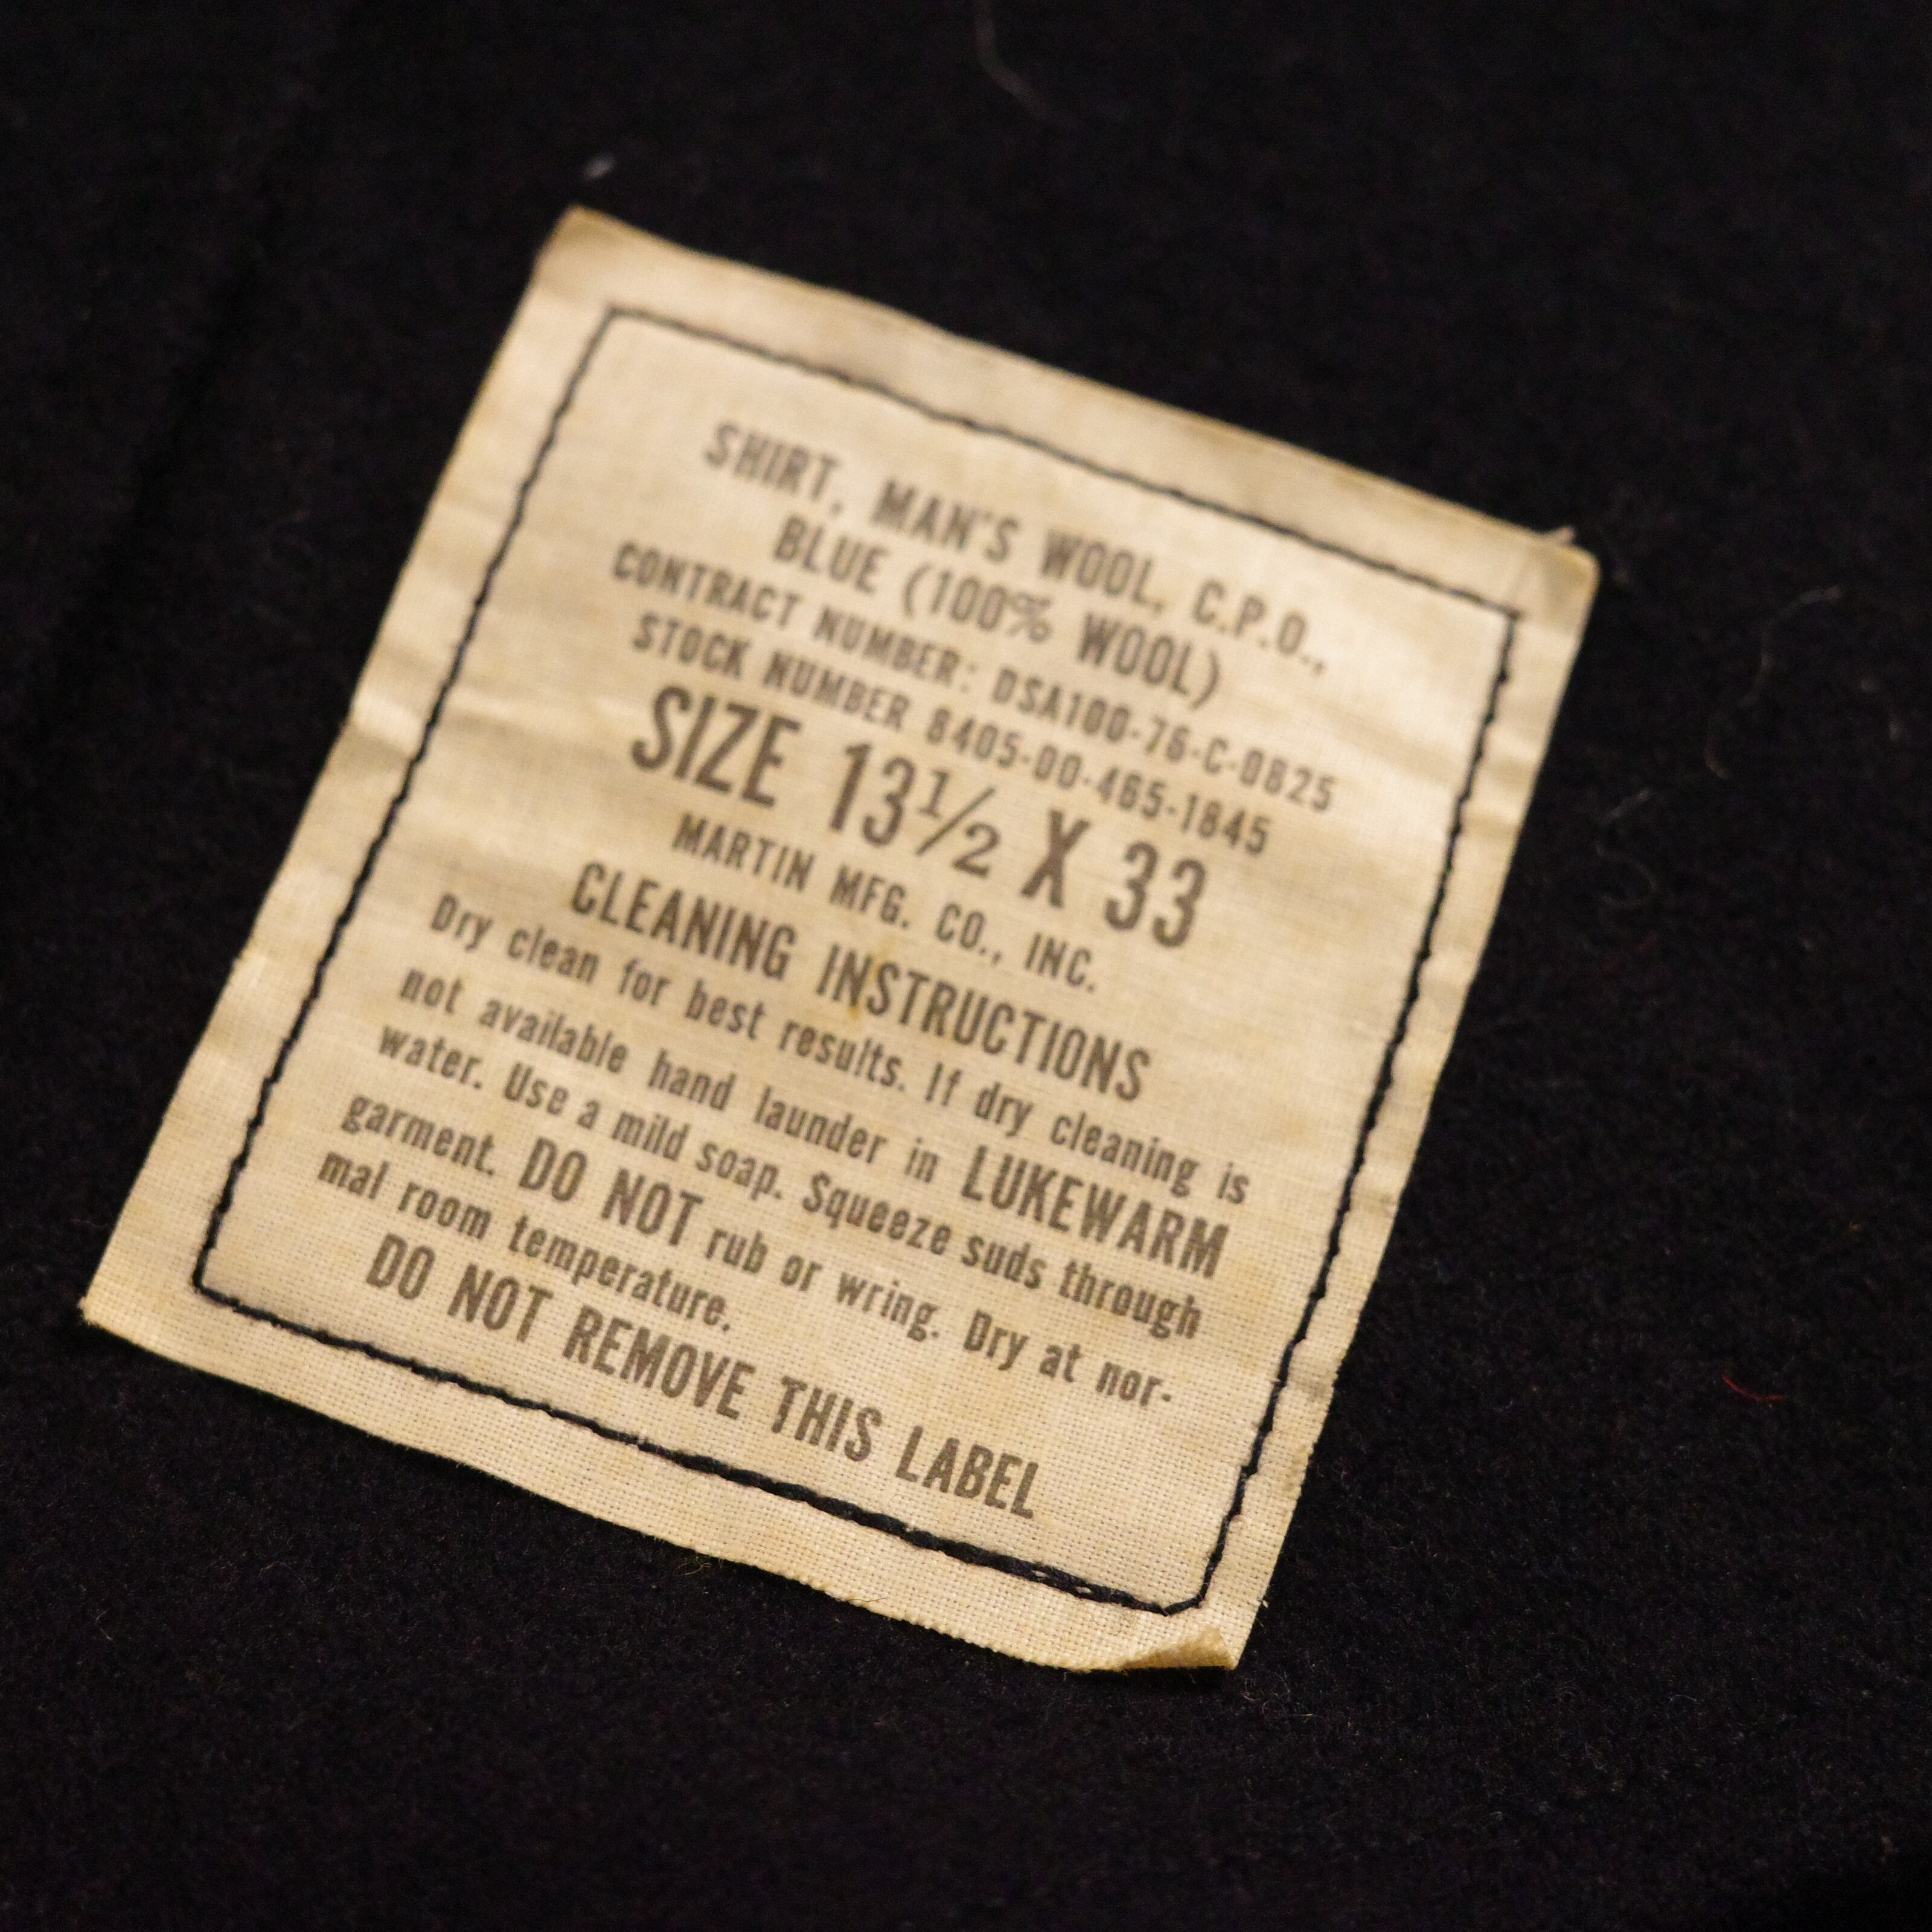 SHIRT, MAN'S WOOL, C.P.O.,
BLUE (100% WOOL)
CONTRACT NUMBER: DSA100-76-C-0825
STOCK NUMBER 8405-00-465-1845
SIZE 13½ X 33
MARTIN MFG. CO., INC.
CLEANING INSTRUCTIONS
Dry clean for best results. If dry cleaning is
not available hand launder in LUKEWARM
water. Use a mild soap. Squeeze suds through
garment. DO NOT rub or wring. Dry at nor-
mal room temperature.
DO NOT REMOVE THIS LABEL